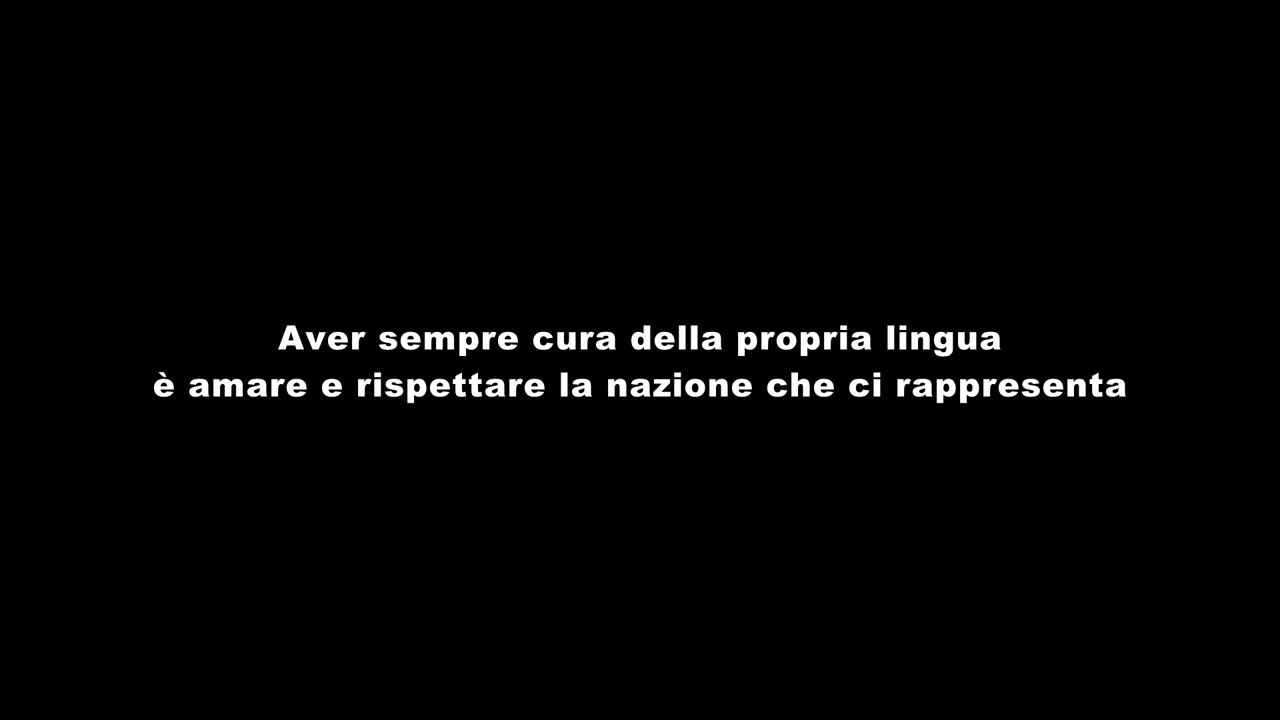 Aver sempre cura della propria lingua
è amare e rispettare la nazione che ci rappresenta